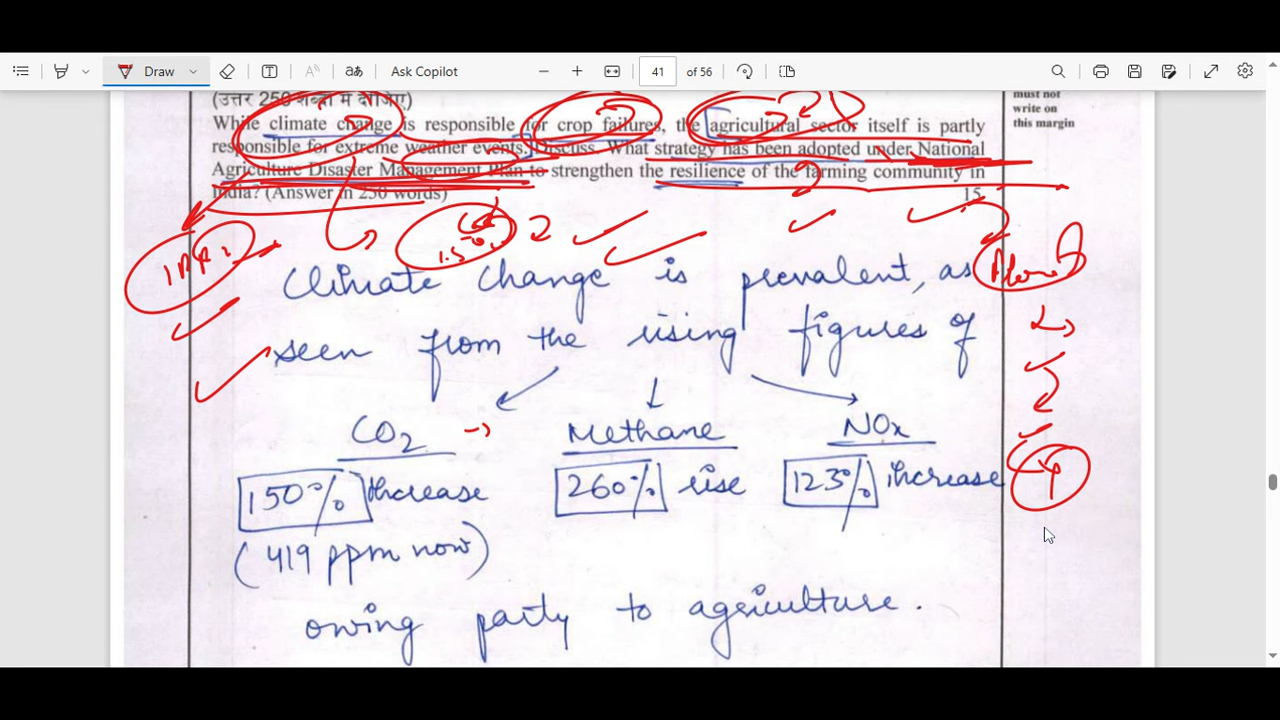 Draw
Ask Copilot
41
of 56
(उत्तर 250 शब्दों में दीजिए)
While climate change is responsible for crop failures, the agricultural sector itself is partly
responsible for extreme weather events. Discuss. What strategy has been adopted under National
Agriculture Disaster Management Plan to strengthen the resilience of the farming community in
India? (Answer in 250 words)
15
must not
write on
this margin
Climate change is prevalent, as
seen from the rising figures of
CO2 Methane NOx
150% increase 260% rise 123% increase
(419 ppm now)
owing party to agriculture.